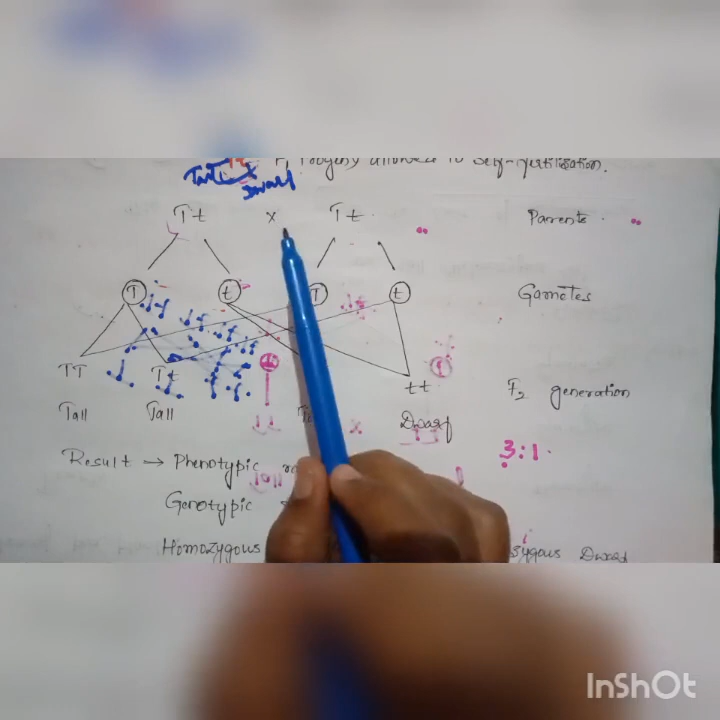 F1 Progeny allowed to Self-fertilisation.
Tall x Dwarf
Tt x Tt Parents
T t T t Gametes
TT Tt tt F2 generation
Tall Tall Dwarf
3:1
Result → Phenotypic
Genotypic
Homozygous Dwarf
InShOt